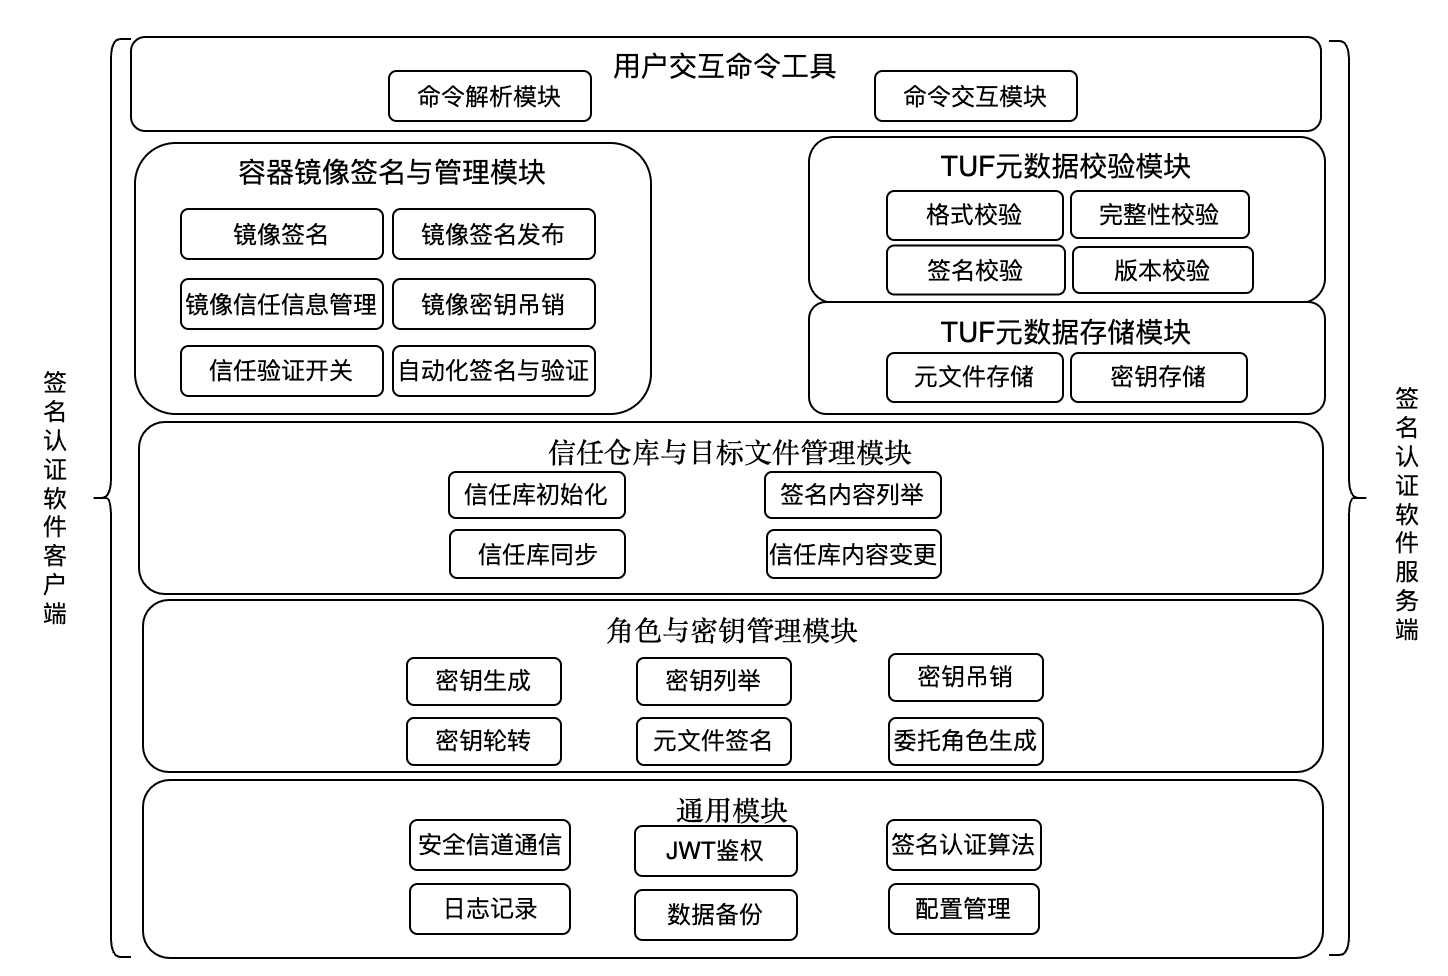 用户交互命令工具
命令解析模块
命令交互模块
容器镜像签名与管理模块
镜像签名
镜像签名发布
镜像信任信息管理
镜像密钥吊销
信任验证开关
自动化签名与验证
TUF元数据校验模块
格式校验
完整性校验
签名校验
版本校验
TUF元数据存储模块
元文件存储
密钥存储
签名认证软件客户端
签名认证软件服务端
信任仓库与目标文件管理模块
信任库初始化
签名内容列举
信任库同步
信任库内容变更
角色与密钥管理模块
密钥生成
密钥列举
密钥吊销
密钥轮转
元文件签名
委托角色生成
通用模块
安全信道通信
JWT鉴权
签名认证算法
日志记录
数据备份
配置管理